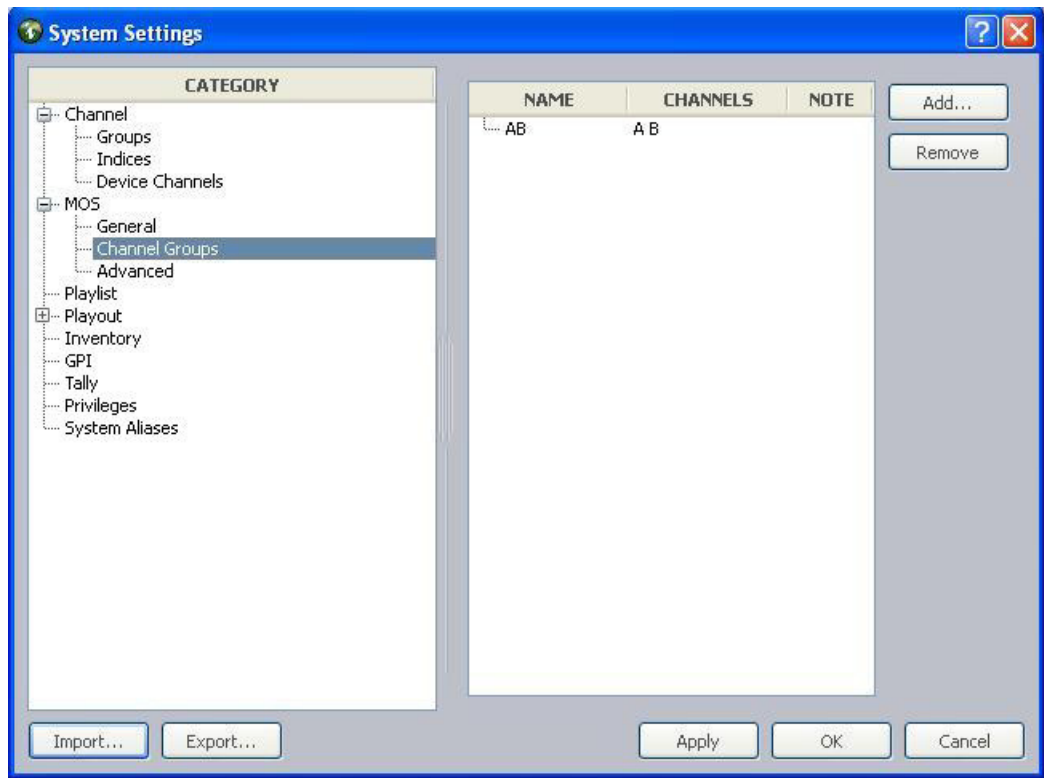 System Settings
CATEGORY
Channel
Groups
Indices
Device Channels
MOS
General
Channel Groups
Advanced
Playlist
Playout
Inventory
GPI
Tally
Privileges
System Aliases
NAME CHANNELS NOTE
AB A B
Add...
Remove
Import... Export... Apply OK Cancel